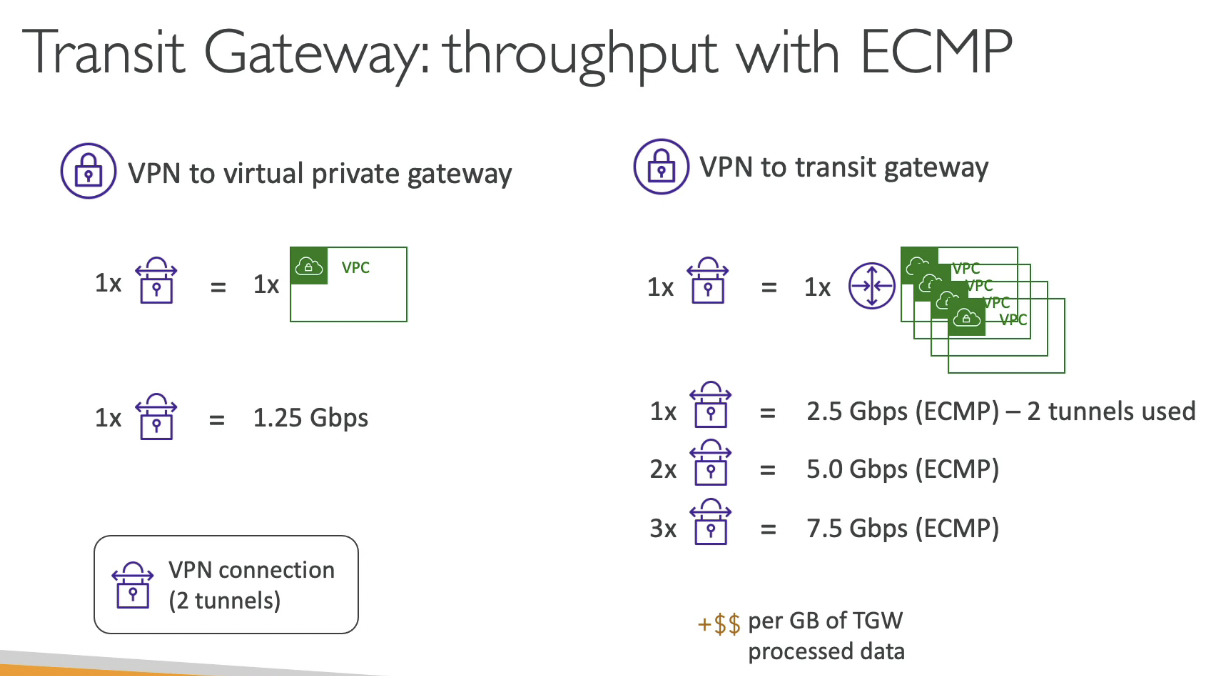 Transit Gateway: throughput with ECMP
VPN to virtual private gateway
1x = 1x VPC
1x = 1.25 Gbps
VPN connection
(2 tunnels)
VPN to transit gateway
1x = 1x VPC
VPC
VPC
VPC
1x = 2.5 Gbps (ECMP) – 2 tunnels used
2x = 5.0 Gbps (ECMP)
3x = 7.5 Gbps (ECMP)
+$$ per GB of TGW
processed data